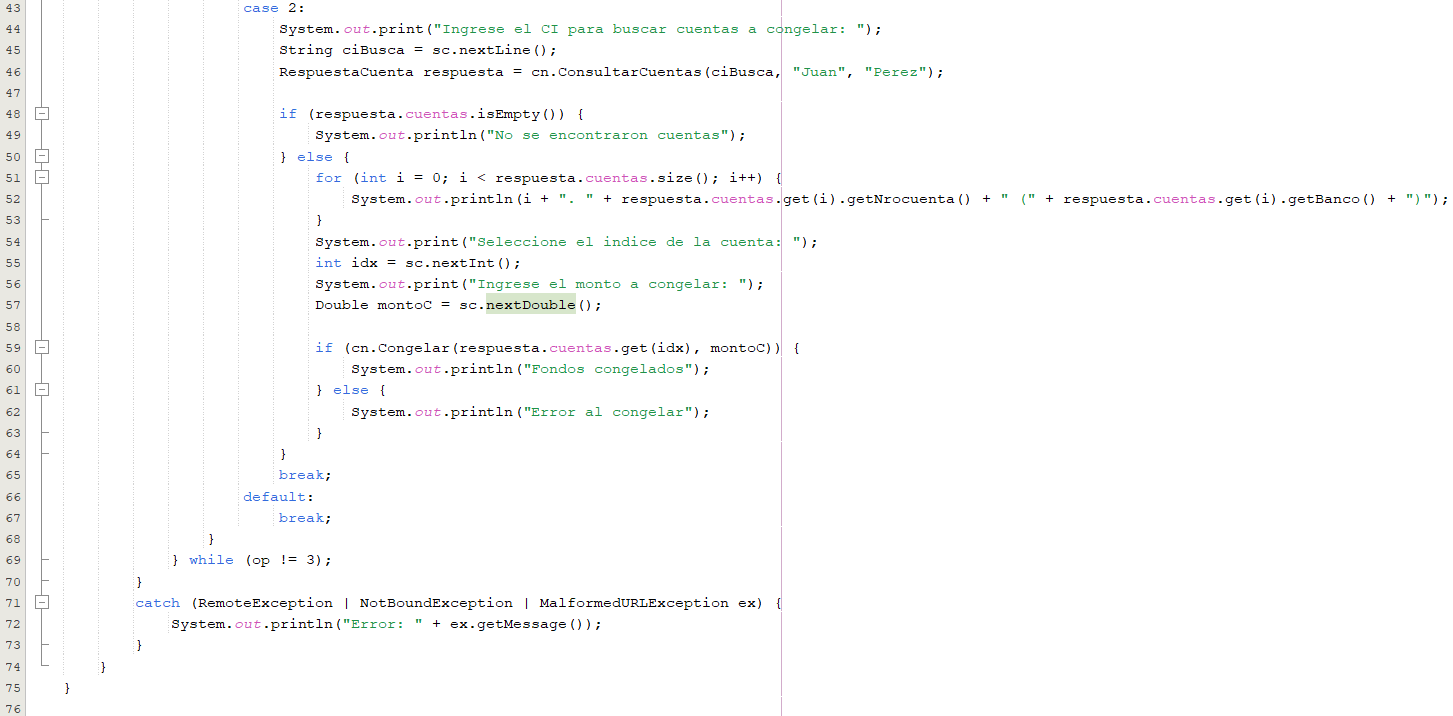 43 case 2:
44 System.out.print("Ingrese el CI para buscar cuentas a congelar: ");
45 String ciBusca = sc.nextLine();
46 RespuestaCuenta respuesta = cn.ConsultarCuentas(ciBusca, "Juan", "Perez");
47
48 if (respuesta.cuentas.isEmpty()) {
49 System.out.println("No se encontraron cuentas");
50 } else {
51 for (int i = 0; i < respuesta.cuentas.size(); i++) {
52 System.out.println(i + ". " + respuesta.cuentas.get(i).getNrocuenta() + " (" + respuesta.cuentas.get(i).getBanco() + ")");
53 }
54 System.out.print("Seleccione el indice de la cuenta: ");
55 int idx = sc.nextInt();
56 System.out.print("Ingrese el monto a congelar: ");
57 Double montoC = sc.nextDouble();
58
59 if (cn.Congelar(respuesta.cuentas.get(idx), montoC)) {
60 System.out.println("Fondos congelados");
61 } else {
62 System.out.println("Error al congelar");
63 }
64 }
65 break;
66 default:
67 break;
68 }
69 } while (op != 3);
70 }
71 catch (RemoteException | NotBoundException | MalformedURLException ex) {
72 System.out.println("Error: " + ex.getMessage());
73 }
74 }
75 }
76